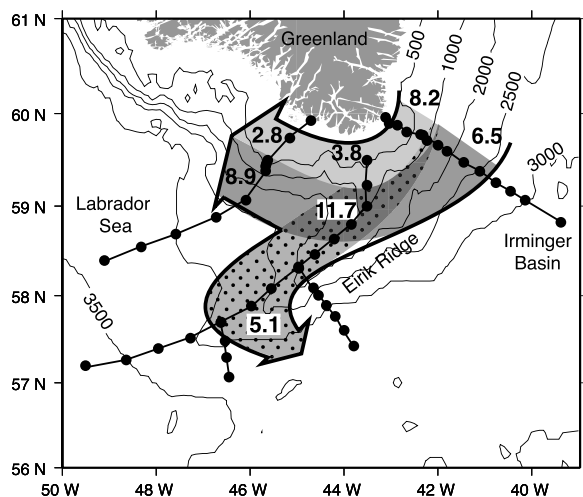 61 N
60 N
59 N
58 N
57 N
56 N
Greenland
500
1000
2000
2500
3000
8.2
6.5
2.8
3.8
8.9
11.7
Labrador
Sea
Irminger
Basin
Eirik Ridge
3500
5.1
50 W
48 W
46 W
44 W
42 W
40 W